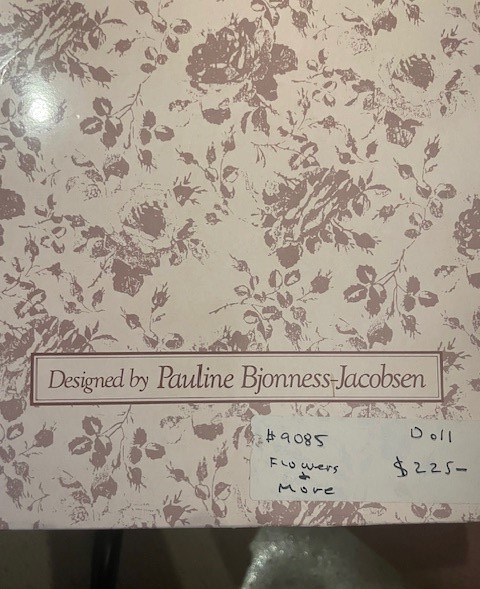 Designed by Pauline Bjonness-Jacobsen
#9085 Doll
Flowers $225-
+
More